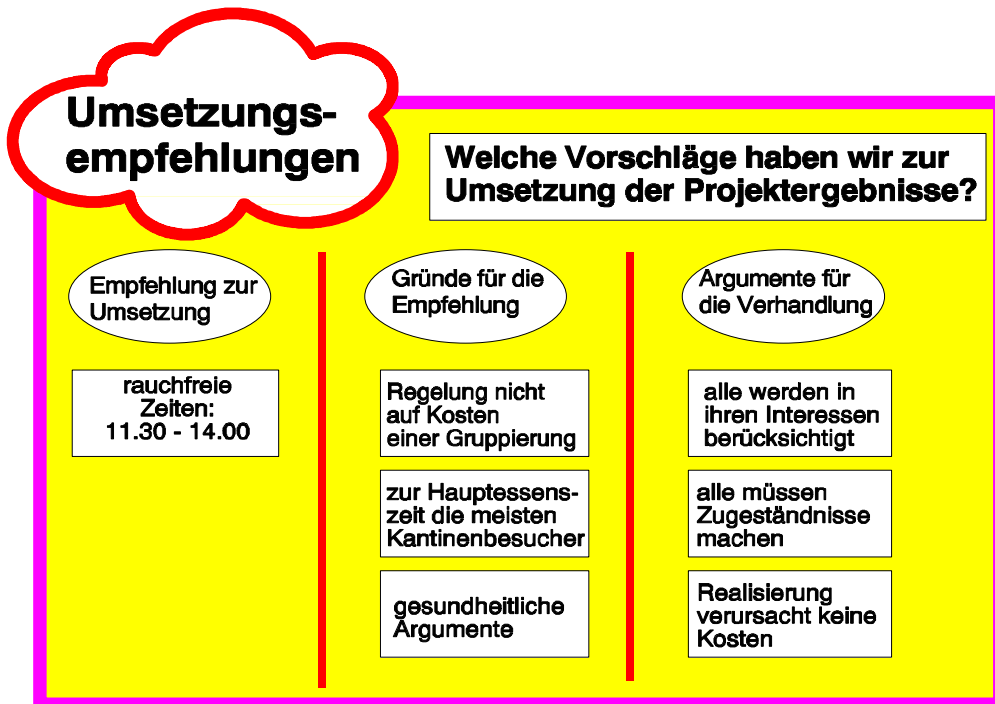 Umsetzungs-
empfehlungen
Welche Vorschläge haben wir zur
Umsetzung der Projektergebnisse?
Empfehlung zur
Umsetzung
rauchfreie
Zeiten:
11.30 - 14.00
Gründe für die
Empfehlung
Regelung nicht
auf Kosten
einer Gruppierung
zur Hauptessens-
zeit die meisten
Kantinenbesucher
gesundheitliche
Argumente
Argumente für
die Verhandlung
alle werden in
ihren Interessen
berücksichtigt
alle müssen
Zugeständnisse
machen
Realisierung
verursacht keine
Kosten